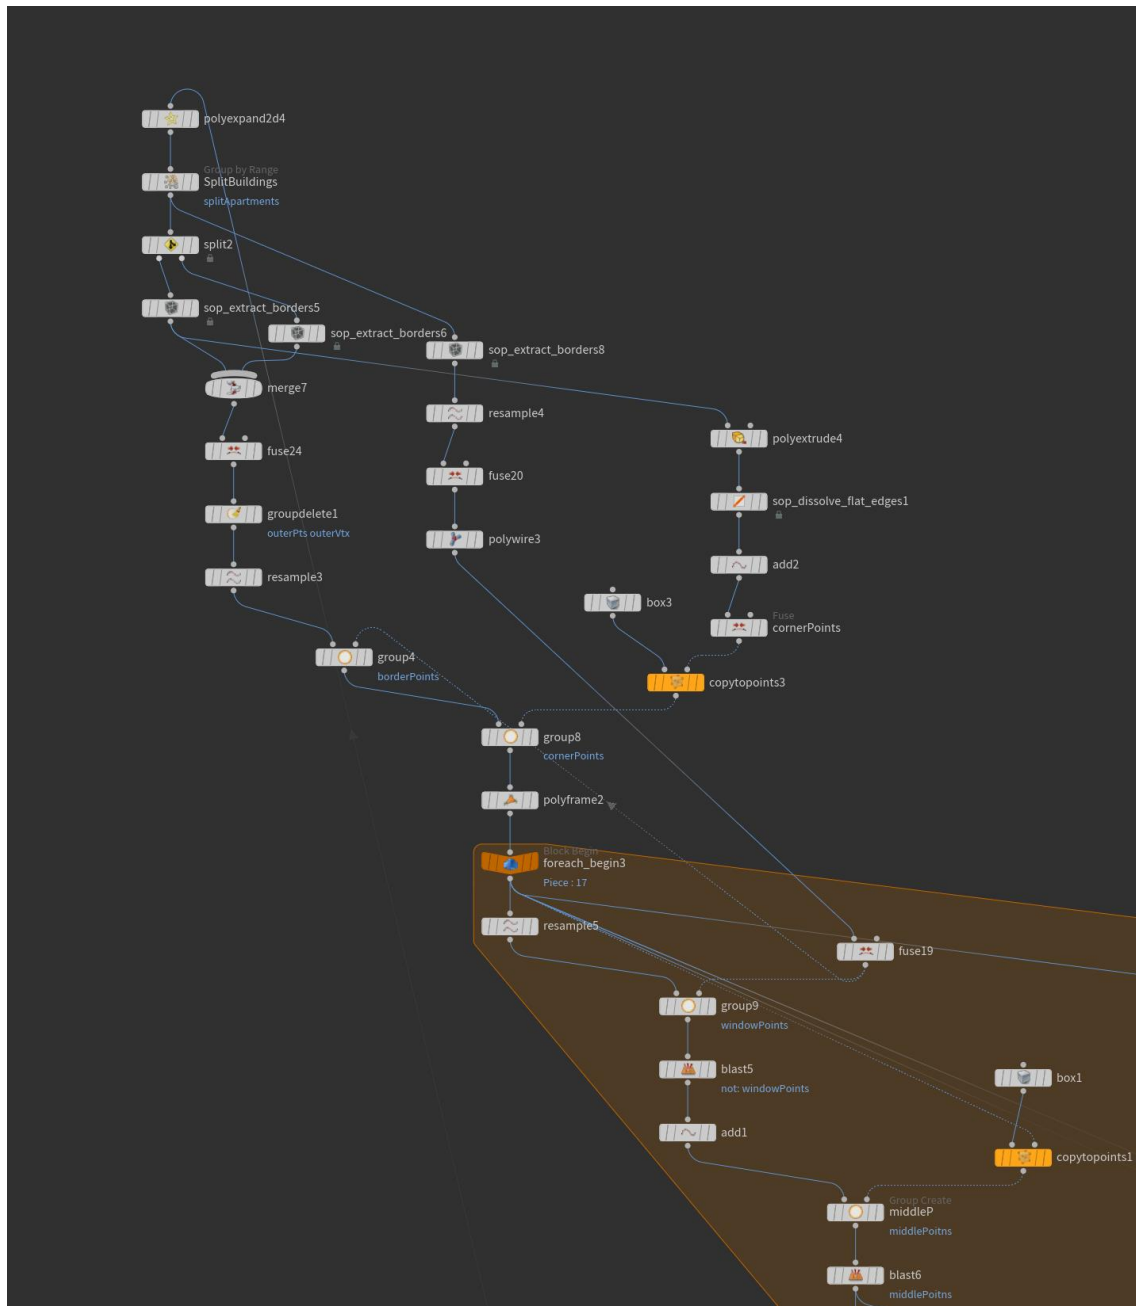 polyexpand2d4
Group by Range
SplitBuildings
splitApartments
split2
sop_extract_borders5
sop_extract_borders6
sop_extract_borders8
merge7
resample4
polyextrude4
fuse24
fuse20
sop_dissolve_flat_edges1
groupdelete1
outerPts outerVtx
polywire3
add2
resample3
box3
Fuse
cornerPoints
group4
borderPoints
copytopoints3
group8
cornerPoints
polyframe2
Block Begin
foreach_begin3
Piece : 17
resample5
fuse19
group9
windowPoints
blast5
not: windowPoints
box1
add1
copytopoints1
Group Create
middleP
middlePoitns
blast6
middlePoitns